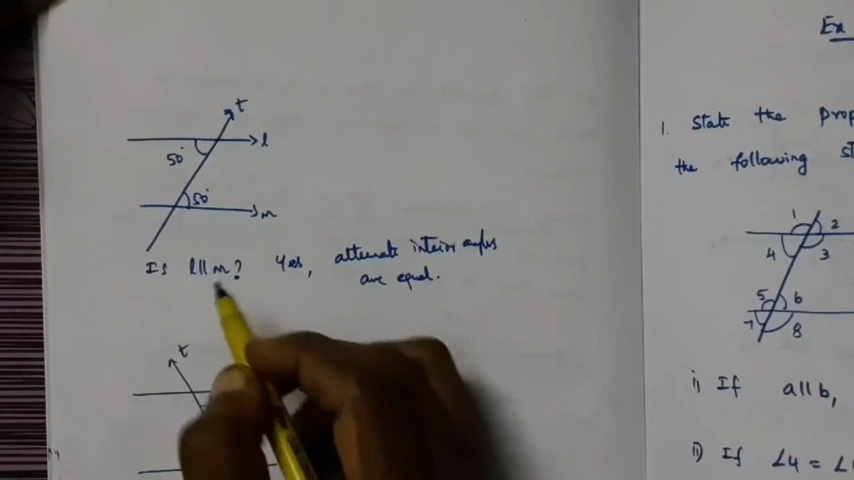 t
l
50°
50°
m
Is l||m? Yes, alternate interior angles
are equal.
t
Ex
1. State the prop
the following st
1 2
4 3
5 6
7 8
i) If a||b,
ii) If ∠4 = ∠